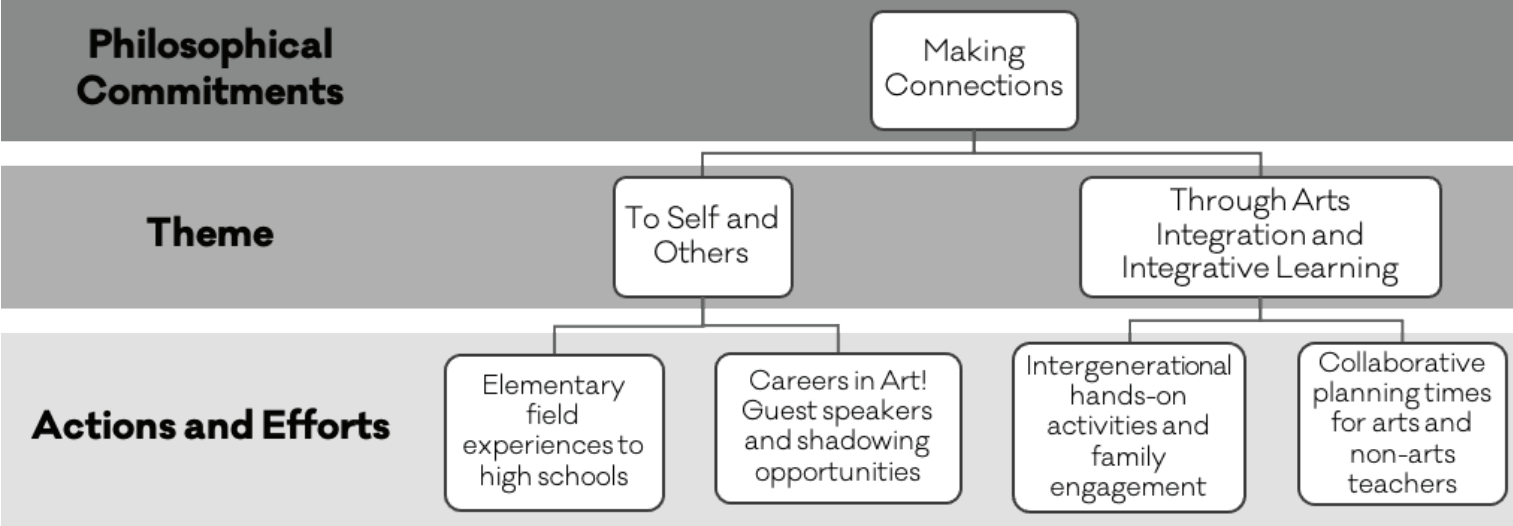 Philosophical
Commitments
Making
Connections
Theme
To Self and
Others
Through Arts
Integration and
Integrative Learning
Actions and Efforts
Elementary
field
experiences to
high schools
Careers in Art!
Guest speakers
and shadowing
opportunities
Intergenerational
hands-on
activities and
family
engagement
Collaborative
planning times
for arts and
non-arts
teachers